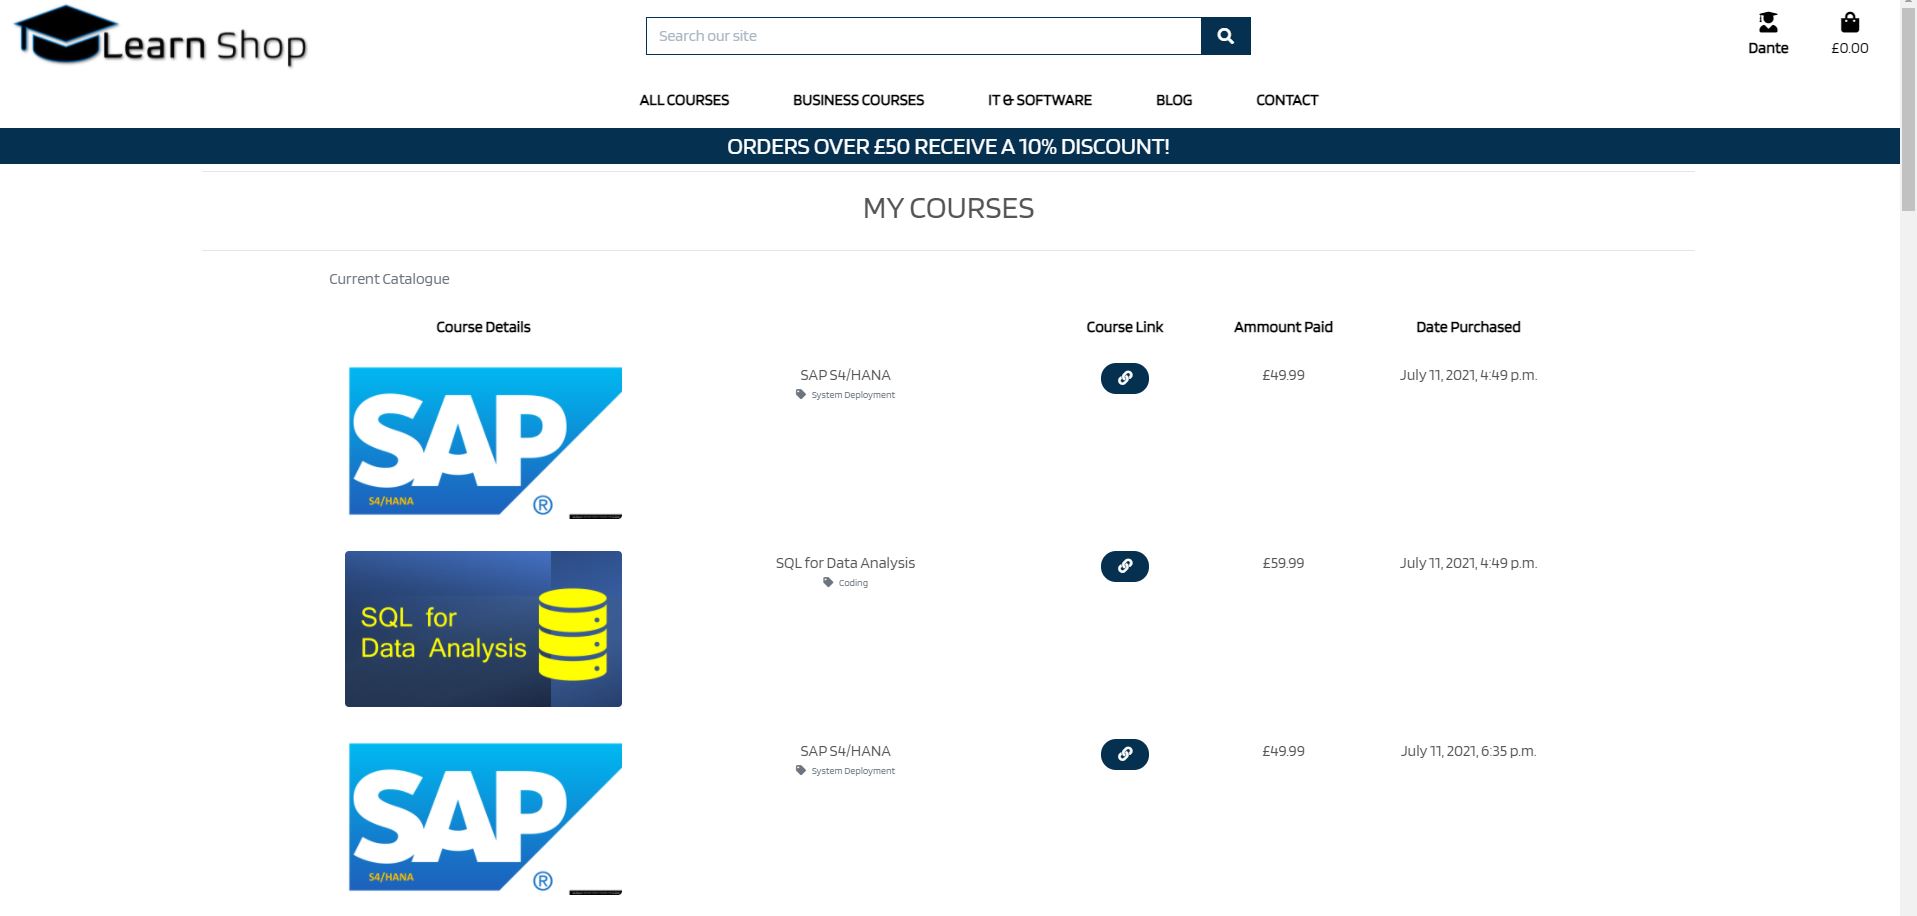 Learn Shop
Search our site
Dante
£0.00
ALL COURSES BUSINESS COURSES IT & SOFTWARE BLOG CONTACT
ORDERS OVER £50 RECEIVE A 10% DISCOUNT!
MY COURSES
Current Catalogue
Course Details Course Link Ammount Paid Date Purchased
SAP
S4/HANA
®
SAP S4/HANA £49.99 July 11, 2021, 4:49 p.m.
System Deployment
SQL for
Data Analysis
SQL for Data Analysis £59.99 July 11, 2021, 4:49 p.m.
Coding
SAP
S4/HANA
®
SAP S4/HANA £49.99 July 11, 2021, 6:35 p.m.
System Deployment